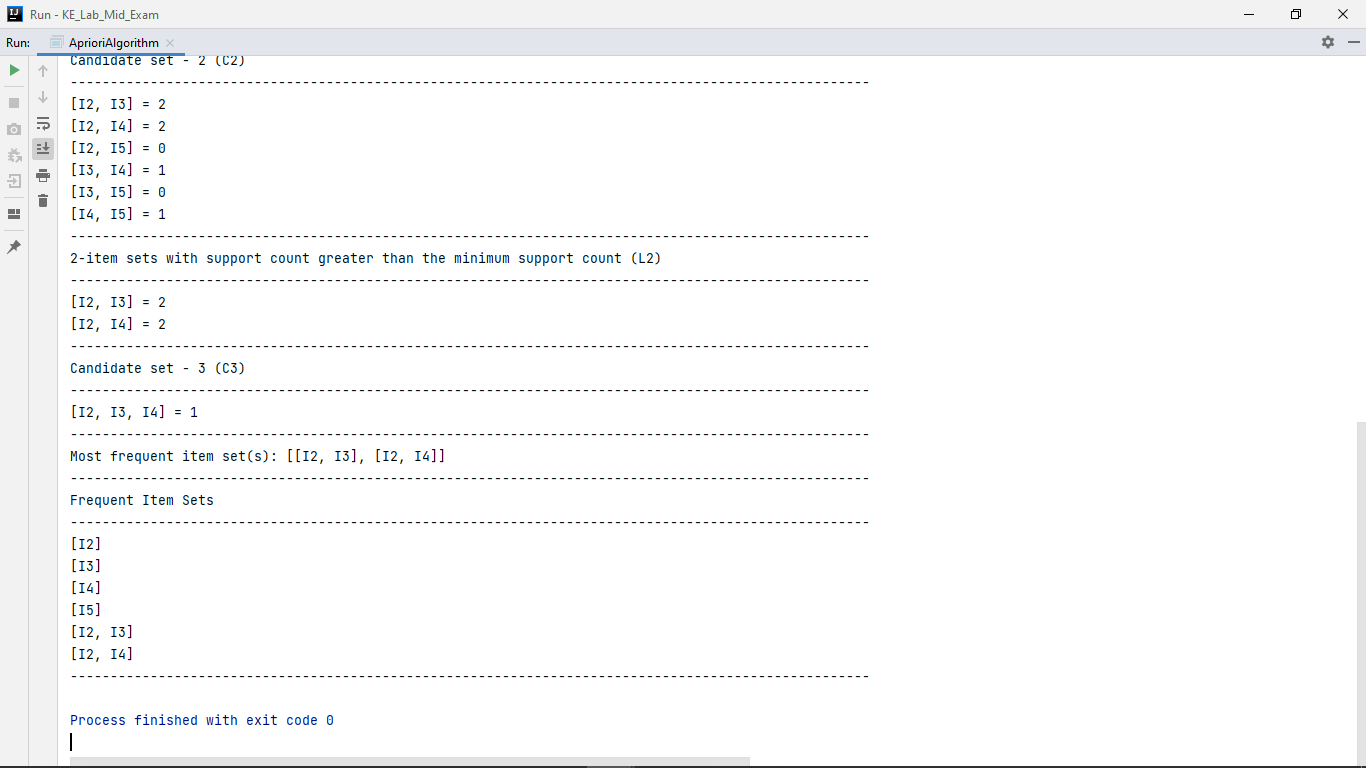 Run - KE_Lab_Mid_Exam
Run: AprioriAlgorithm
Candidate set - 2 (C2)
----------------------------------------------------------------------------------------------------
[I2, I3] = 2
[I2, I4] = 2
[I2, I5] = 0
[I3, I4] = 1
[I3, I5] = 0
[I4, I5] = 1
----------------------------------------------------------------------------------------------------
2-item sets with support count greater than the minimum support count (L2)
----------------------------------------------------------------------------------------------------
[I2, I3] = 2
[I2, I4] = 2
----------------------------------------------------------------------------------------------------
Candidate set - 3 (C3)
----------------------------------------------------------------------------------------------------
[I2, I3, I4] = 1
----------------------------------------------------------------------------------------------------
Most frequent item set(s): [[I2, I3], [I2, I4]]
----------------------------------------------------------------------------------------------------
Frequent Item Sets
----------------------------------------------------------------------------------------------------
[I2]
[I3]
[I4]
[I5]
[I2, I3]
[I2, I4]
----------------------------------------------------------------------------------------------------
Process finished with exit code 0